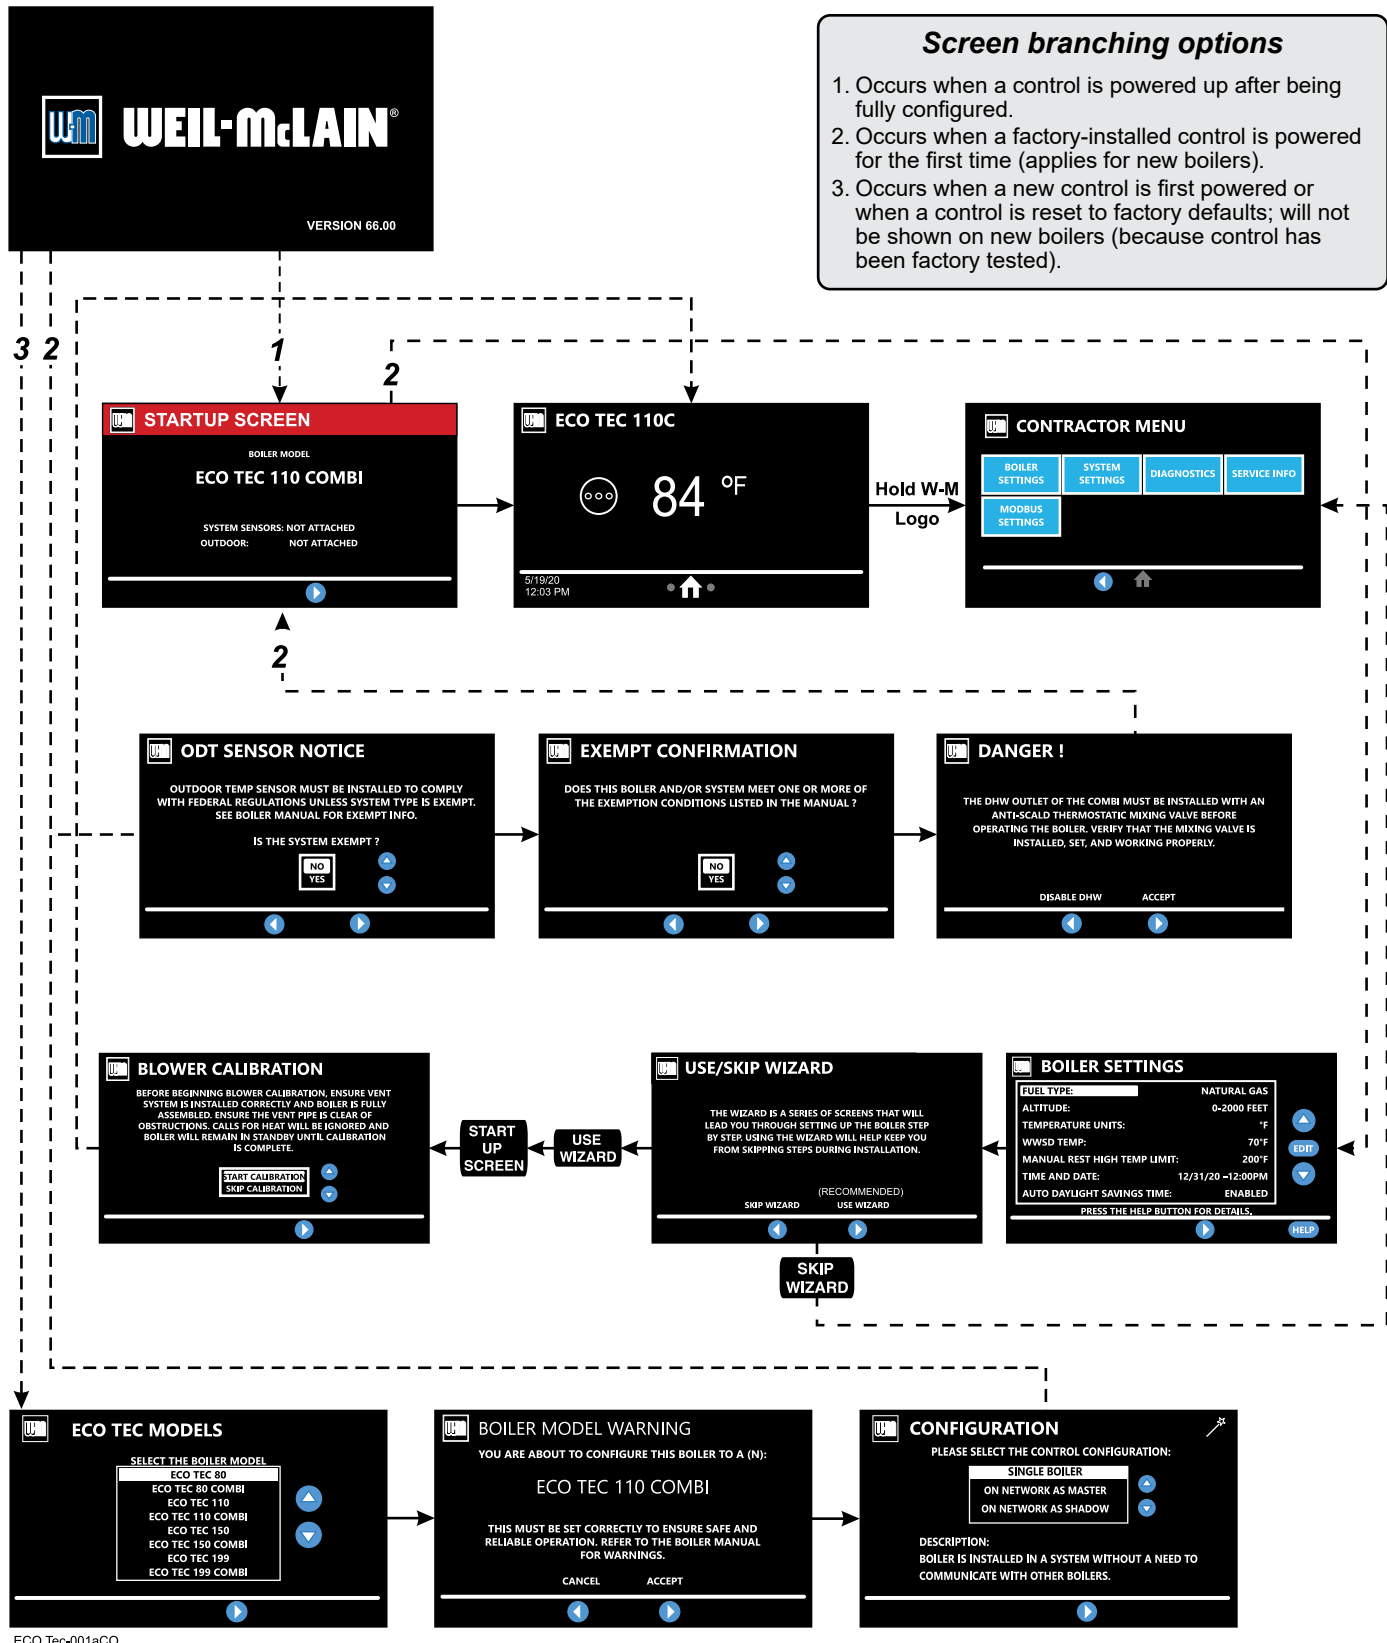 WM WEIL-McLAIN®
VERSION 66.00
Screen branching options
1. Occurs when a control is powered up after being
fully configured.
2. Occurs when a factory-installed control is powered
for the first time (applies for new boilers).
3. Occurs when a new control is first powered or
when a control is reset to factory defaults; will not
be shown on new boilers (because control has
been factory tested).
3 2
1
2
STARTUP SCREEN
BOILER MODEL
ECO TEC 110 COMBI
SYSTEM SENSORS: NOT ATTACHED
OUTDOOR: NOT ATTACHED
ECO TEC 110C
84 °F
5/19/20
12:03 PM
Hold W-M
Logo
CONTRACTOR MENU
BOILER
SETTINGS
SYSTEM
SETTINGS
DIAGNOSTICS
SERVICE INFO
MODBUS
SETTINGS
2
ODT SENSOR NOTICE
OUTDOOR TEMP SENSOR MUST BE INSTALLED TO COMPLY
WITH FEDERAL REGULATIONS UNLESS SYSTEM TYPE IS EXEMPT.
SEE BOILER MANUAL FOR EXEMPT INFO.
IS THE SYSTEM EXEMPT ?
NO
YES
EXEMPT CONFIRMATION
DOES THIS BOILER AND/OR SYSTEM MEET ONE OR MORE OF
THE EXEMPTION CONDITIONS LISTED IN THE MANUAL ?
NO
YES
DANGER !
THE DHW OUTLET OF THE COMBI MUST BE INSTALLED WITH AN
ANTI-SCALD THERMOSTATIC MIXING VALVE BEFORE
OPERATING THE BOILER. VERIFY THAT THE MIXING VALVE IS
INSTALLED, SET, AND WORKING PROPERLY.
DISABLE DHW ACCEPT
BLOWER CALIBRATION
BEFORE BEGINNING BLOWER CALIBRATION, ENSURE VENT
SYSTEM IS INSTALLED CORRECTLY AND BOILER IS FULLY
ASSEMBLED. ENSURE THE VENT PIPE IS CLEAR OF
OBSTRUCTIONS. CALLS FOR HEAT WILL BE IGNORED AND
BOILER WILL REMAIN IN STANDBY UNTIL CALIBRATION
IS COMPLETE.
START CALIBRATION
SKIP CALIBRATION
START
UP
SCREEN
USE
WIZARD
USE/SKIP WIZARD
THE WIZARD IS A SERIES OF SCREENS THAT WILL
LEAD YOU THROUGH SETTING UP THE BOILER STEP
BY STEP. USING THE WIZARD WILL HELP KEEP YOU
FROM SKIPPING STEPS DURING INSTALLATION.
(RECOMMENDED)
SKIP WIZARD USE WIZARD
SKIP
WIZARD
BOILER SETTINGS
FUEL TYPE: NATURAL GAS
ALTITUDE: 0-2000 FEET
TEMPERATURE UNITS: °F
WWSD TEMP: 70°F
MANUAL REST HIGH TEMP LIMIT: 200°F
TIME AND DATE: 12/31/20 –12:00PM
AUTO DAYLIGHT SAVINGS TIME: ENABLED
PRESS THE HELP BUTTON FOR DETAILS.
EDIT
HELP
ECO TEC MODELS
SELECT THE BOILER MODEL
ECO TEC 80
ECO TEC 80 COMBI
ECO TEC 110
ECO TEC 110 COMBI
ECO TEC 150
ECO TEC 150 COMBI
ECO TEC 199
ECO TEC 199 COMBI
BOILER MODEL WARNING
YOU ARE ABOUT TO CONFIGURE THIS BOILER TO A (N):
ECO TEC 110 COMBI
THIS MUST BE SET CORRECTLY TO ENSURE SAFE AND
RELIABLE OPERATION. REFER TO THE BOILER MANUAL
FOR WARNINGS.
CANCEL ACCEPT
CONFIGURATION
PLEASE SELECT THE CONTROL CONFIGURATION:
SINGLE BOILER
ON NETWORK AS MASTER
ON NETWORK AS SHADOW
DESCRIPTION:
BOILER IS INSTALLED IN A SYSTEM WITHOUT A NEED TO
COMMUNICATE WITH OTHER BOILERS.
ECO Tec-001aCO